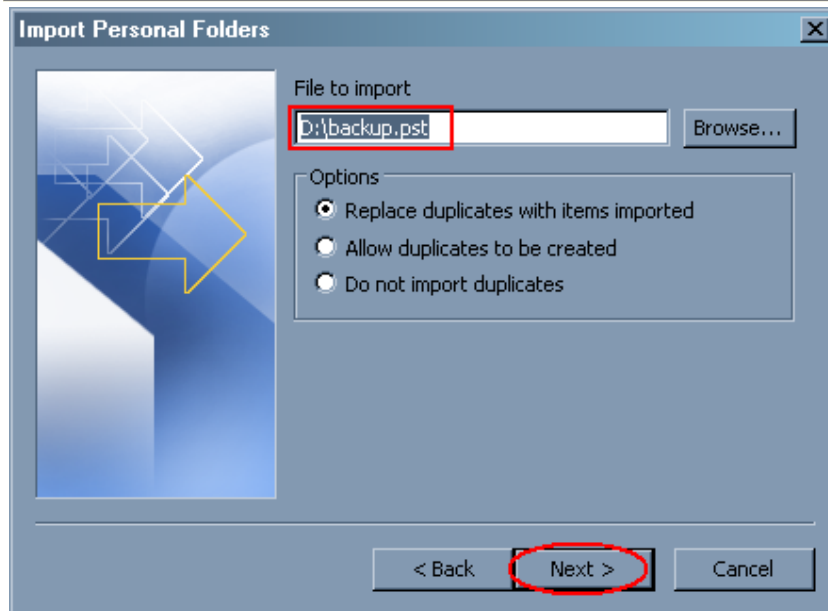 Import Personal Folders
File to import
D:\backup.pst
Browse...
Options
Replace duplicates with items imported
Allow duplicates to be created
Do not import duplicates
< Back
Next >
Cancel